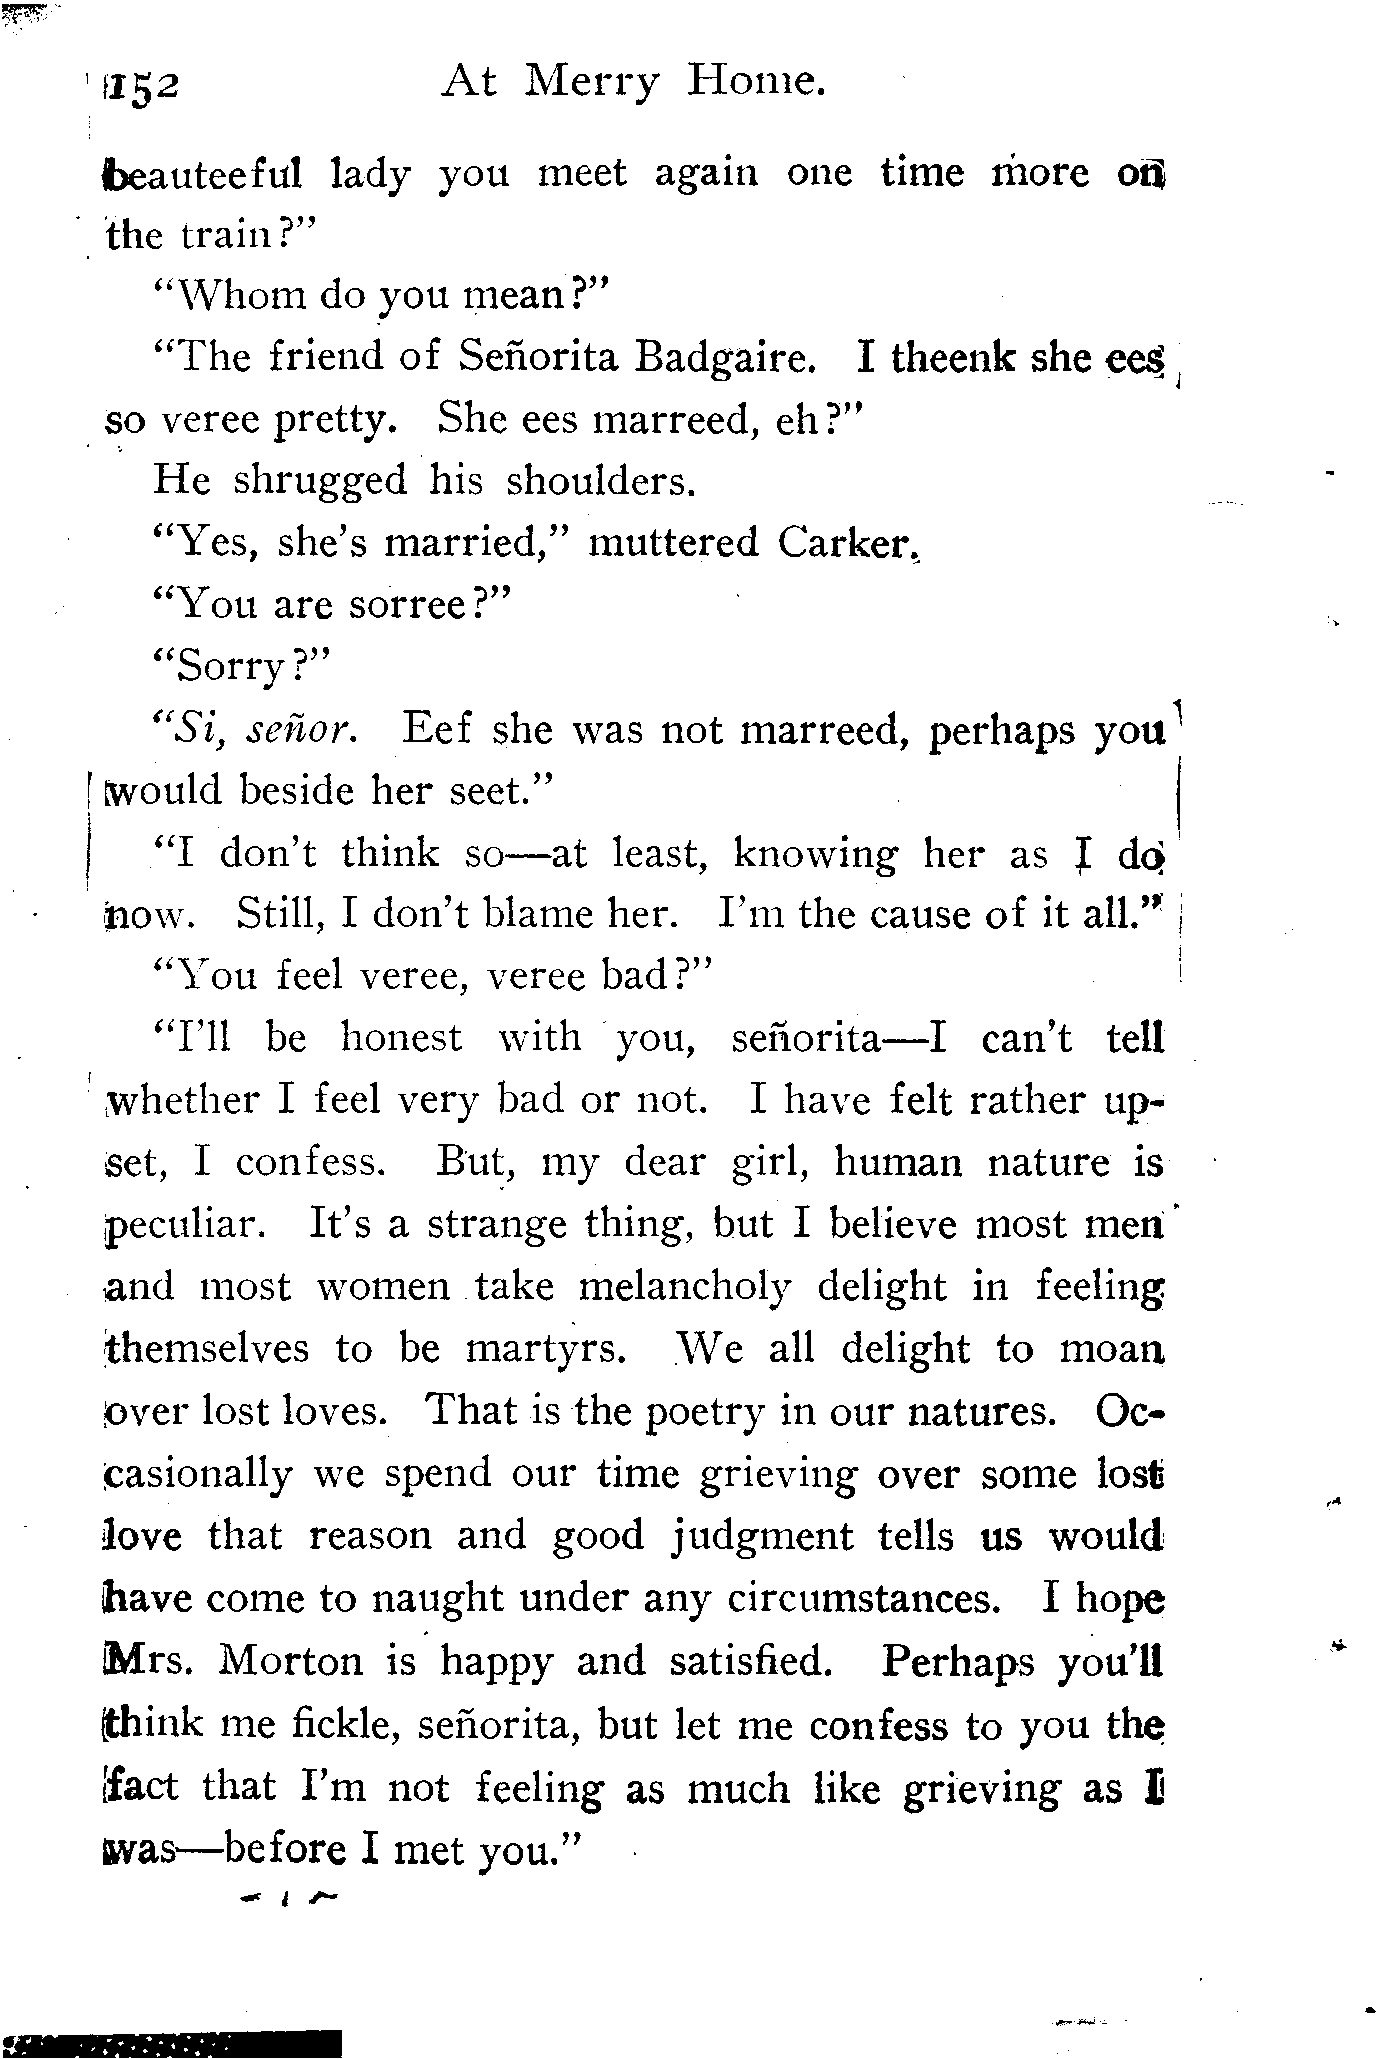 152 At Merry Home.
beauteeful lady you meet again one time more on
the train?"
"Whom do you mean?"
"The friend of Señorita Badgaire. I theenk she ees
so veree pretty. She ees marreed, eh?"
He shrugged his shoulders.
"Yes, she's married," muttered Carker.
"You are sorree?"
"Sorry?"
"Si, señor. Eef she was not marreed, perhaps you
would beside her seet."
"I don't think so—at least, knowing her as I do
now. Still, I don't blame her. I'm the cause of it all."
"You feel veree, veree bad?"
"I'll be honest with you, señorita—I can't tell
whether I feel very bad or not. I have felt rather up-
set, I confess. But, my dear girl, human nature is
peculiar. It's a strange thing, but I believe most men
and most women take melancholy delight in feeling
themselves to be martyrs. We all delight to moan
over lost loves. That is the poetry in our natures. Oc-
casionally we spend our time grieving over some lost
love that reason and good judgment tells us would
have come to naught under any circumstances. I hope
Mrs. Morton is happy and satisfied. Perhaps you'll
think me fickle, señorita, but let me confess to you the
fact that I'm not feeling as much like grieving as I
was—before I met you."